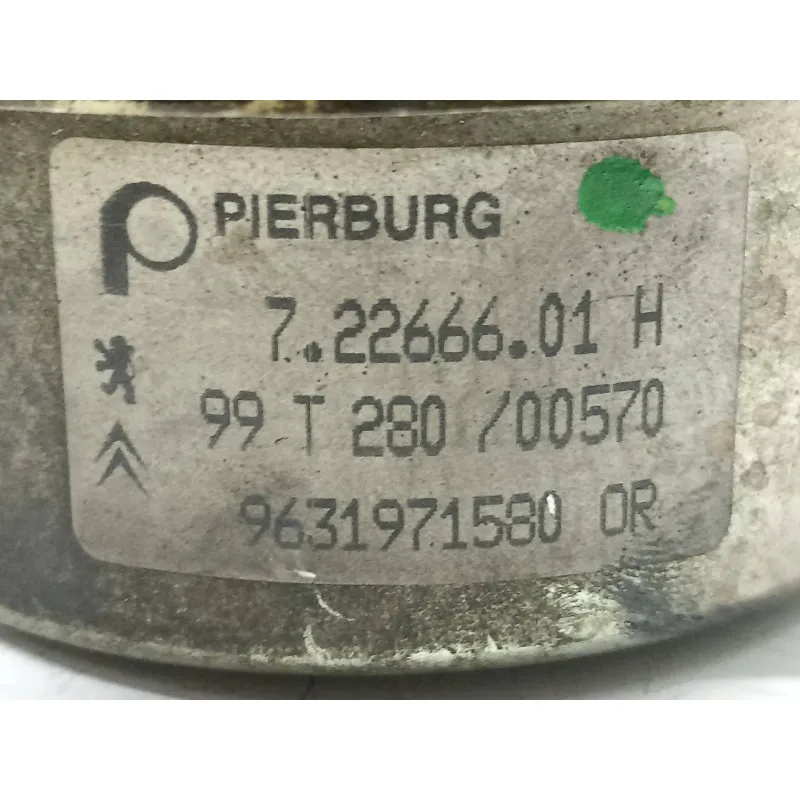 PIERBURG
7.22666.01 H
99 T 280 /00570
9631971580 OR